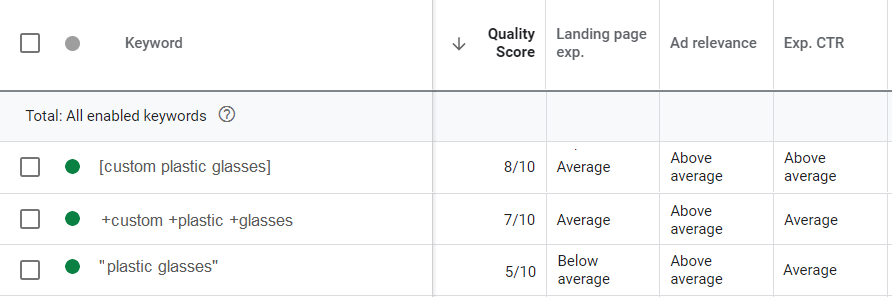 Keyword Quality Score Landing page exp. Ad relevance Exp. CTR
Total: All enabled keywords ?
[custom plastic glasses] 8/10 Average Above average Above average
+custom +plastic +glasses 7/10 Average Above average Average
"plastic glasses" 5/10 Below average Above average Average